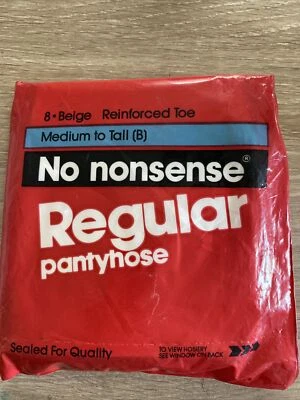 8 • Beige Reinforced Toe
Medium to Tall (B)
No nonsense®
Regular
pantyhose
Sealed For Quality
TO VIEW HOSIERY
SEE WINDOW ON BACK